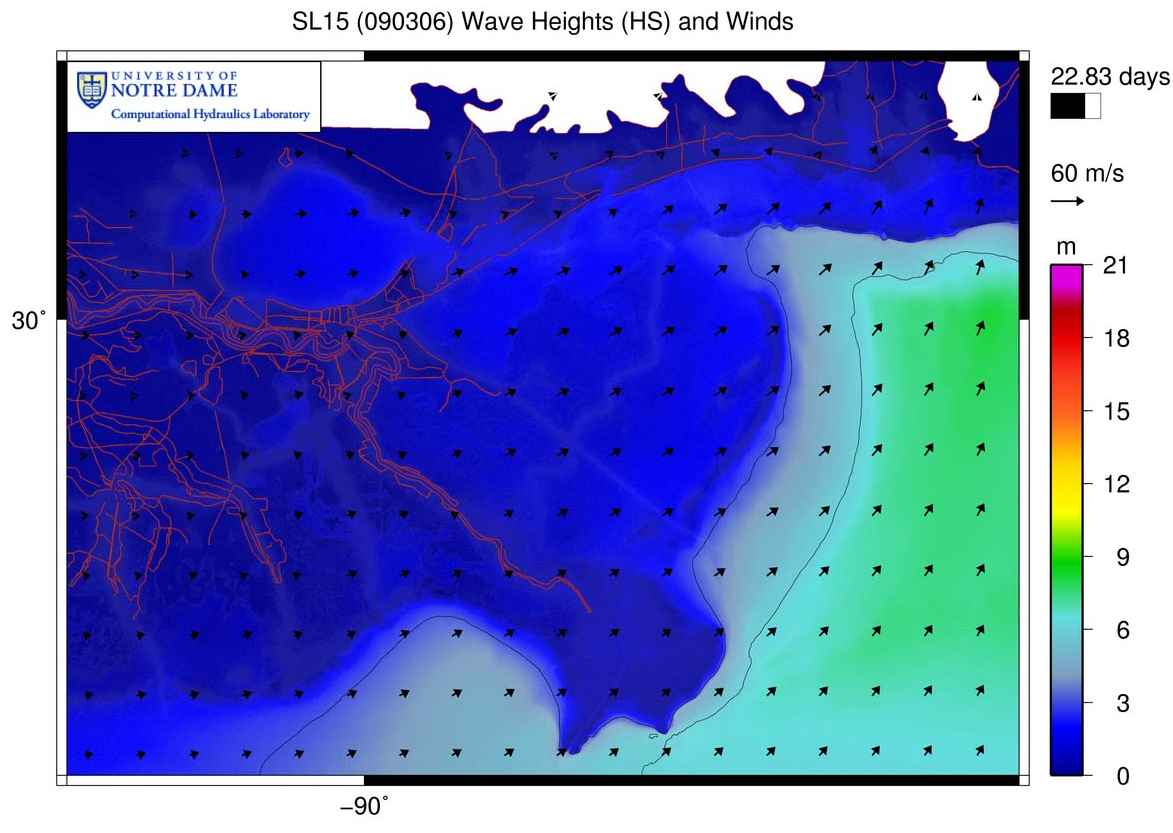 SL15 (090306) Wave Heights (HS) and Winds
UNIVERSITY OF
NOTRE DAME
Computational Hydraulics Laboratory
22.83 days
60 m/s
m
21
18
15
12
9
6
3
0
30˚
−90˚